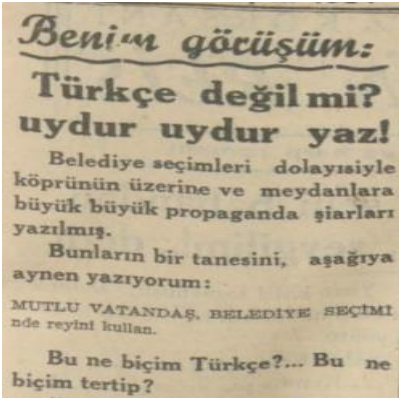 Benim görüşüm:
Türkçe değil mi?
uydur uydur yaz!
Belediye seçimleri dolayısiyle
köprünün üzerine ve meydanlara
büyük büyük propaganda şiarları
yazılmış.
Bunların bir tanesini, aşağıya
aynen yazıyorum:
MUTLU VATANDAŞ, BELEDİYE SEÇİMİ
nde reyini kullan.
Bu ne biçim Türkçe?... Bu ne
biçim tertip?